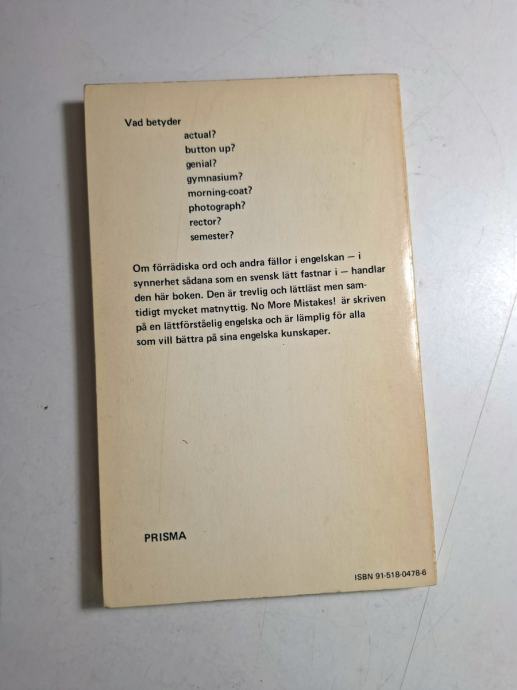 Vad betyder
actual?
button up?
genial?
gymnasium?
morning-coat?
photograph?
rector?
semester?
Om förrädiska ord och andra fällor i engelskan – i
synnerhet sådana som en svensk lätt fastnar i – handlar
den här boken. Den är trevlig och lättläst men sam-
tidigt mycket matnyttig. No More Mistakes! är skriven
på en lättförståelig engelska och är lämplig för alla
som vill bättra på sina engelska kunskaper.
PRISMA
ISBN 91-518-0478-6